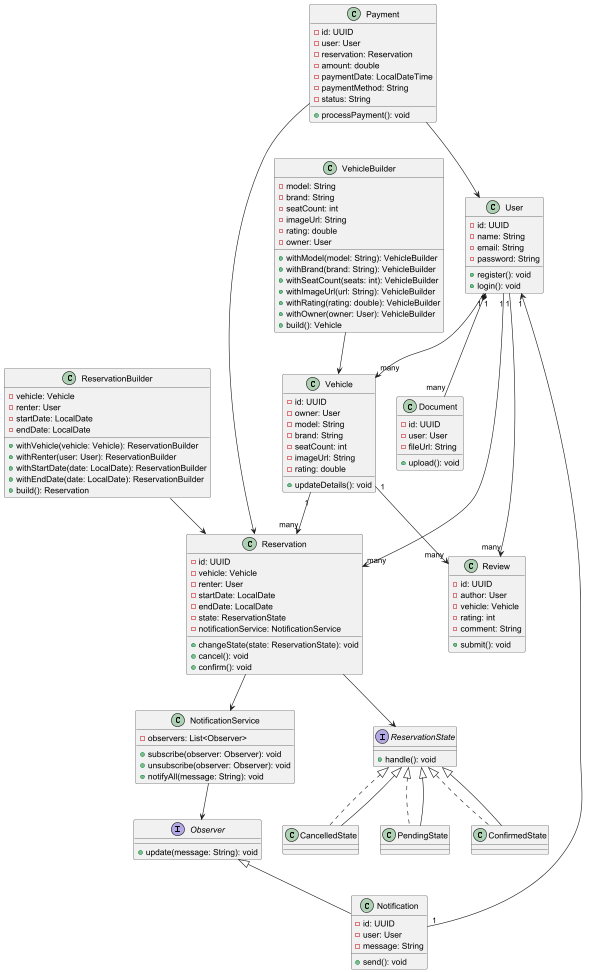 C Payment
id: UUID
user: User
reservation: Reservation
amount: double
paymentDate: LocalDateTime
paymentMethod: String
status: String
processPayment(): void
C VehicleBuilder
model: String
brand: String
seatCount: int
imageUrl: String
rating: double
owner: User
withModel(model: String): VehicleBuilder
withBrand(brand: String): VehicleBuilder
withSeatCount(seats: int): VehicleBuilder
withImageUrl(url: String): VehicleBuilder
withRating(rating: double): VehicleBuilder
withOwner(owner: User): VehicleBuilder
build(): Vehicle
C User
id: UUID
name: String
email: String
password: String
register(): void
login(): void
1 1 1 1 1
many
many
C ReservationBuilder
vehicle: Vehicle
renter: User
startDate: LocalDate
endDate: LocalDate
withVehicle(vehicle: Vehicle): ReservationBuilder
withRenter(user: User): ReservationBuilder
withStartDate(date: LocalDate): ReservationBuilder
withEndDate(date: LocalDate): ReservationBuilder
build(): Reservation
C Vehicle
id: UUID
owner: User
model: String
brand: String
seatCount: int
imageUrl: String
rating: double
updateDetails(): void
1
1
C Document
id: UUID
user: User
fileUrl: String
upload(): void
many
many
many
many
C Reservation
id: UUID
vehicle: Vehicle
renter: User
startDate: LocalDate
endDate: LocalDate
state: ReservationState
notificationService: NotificationService
changeState(state: ReservationState): void
cancel(): void
confirm(): void
C Review
id: UUID
author: User
vehicle: Vehicle
rating: int
comment: String
submit(): void
C NotificationService
observers: List<Observer>
subscribe(observer: Observer): void
unsubscribe(observer: Observer): void
notifyAll(message: String): void
I ReservationState
handle(): void
I Observer
update(message: String): void
C CancelledState
C PendingState
C ConfirmedState
C Notification
id: UUID
user: User
message: String
send(): void
1